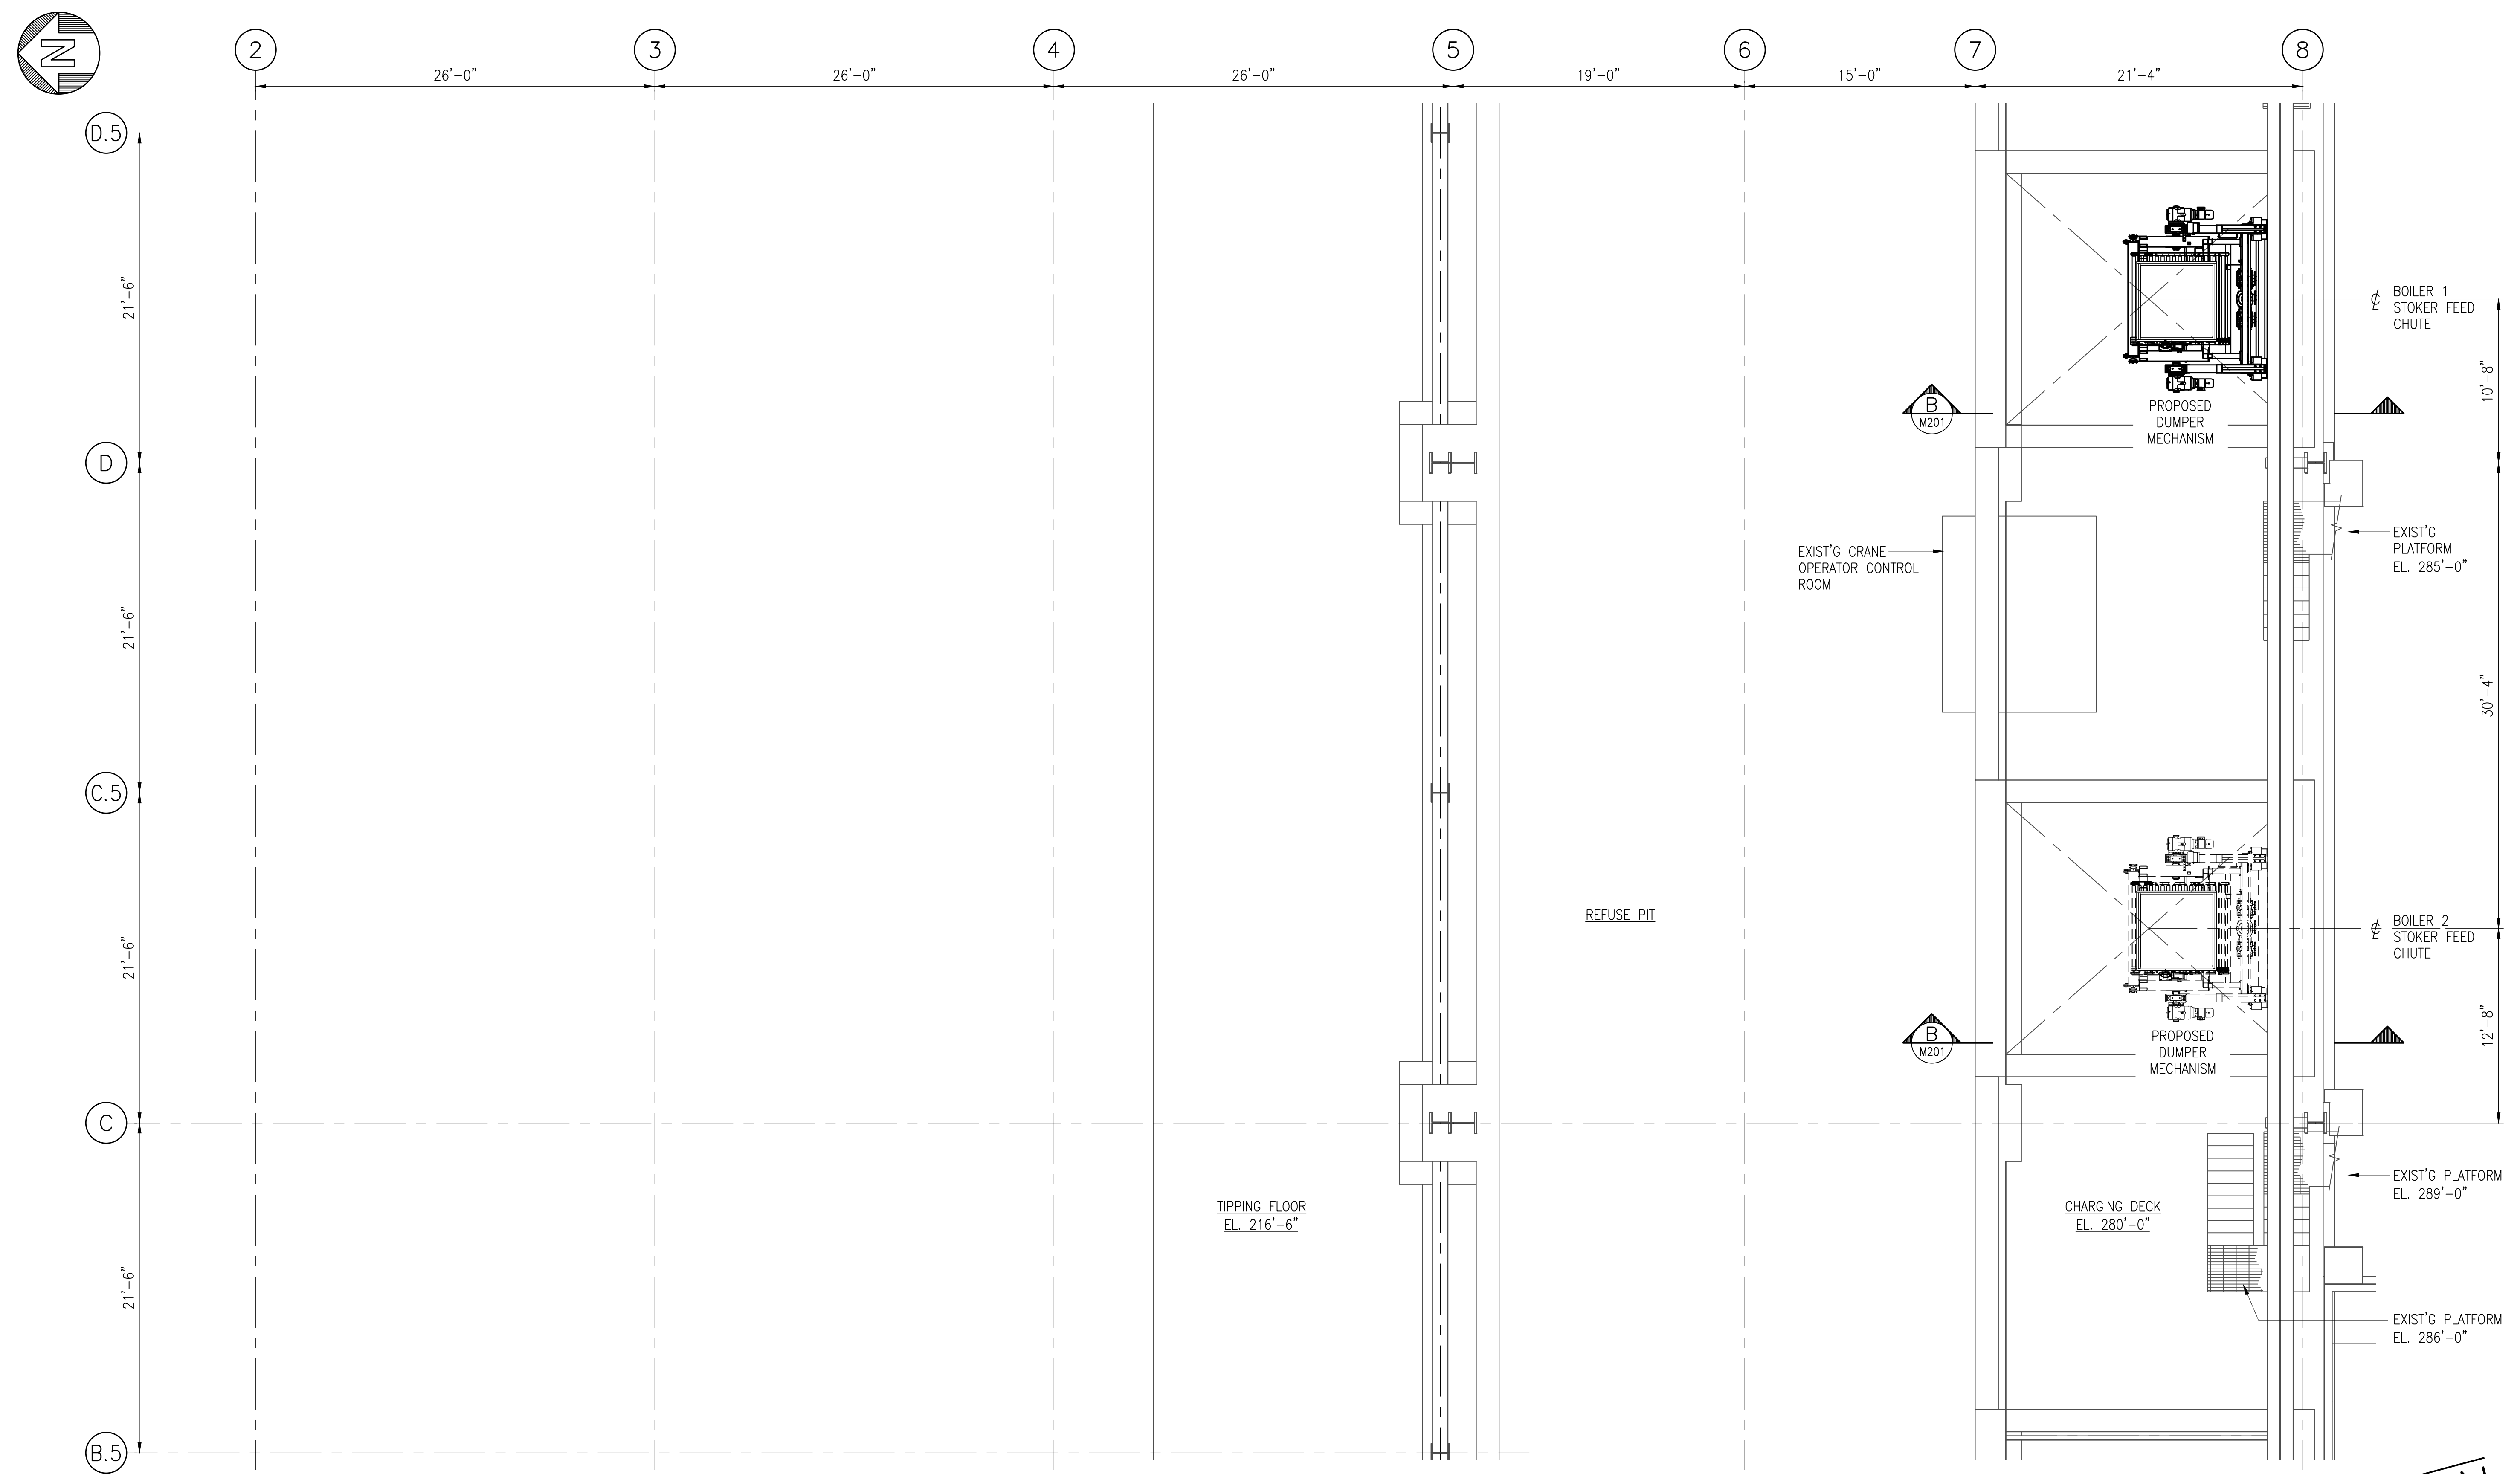 N
2
3
4
5
6
7
8
26'-0"
26'-0"
26'-0"
19'-0"
15'-0"
21'-4"
D.5
21'-6"
D
21'-6"
C.5
21'-6"
C
21'-6"
B.5
℄ BOILER 1
STOKER FEED
CHUTE
10'-8"
B
M201
PROPOSED
DUMPER
MECHANISM
EXIST'G CRANE
OPERATOR CONTROL
ROOM
EXIST'G
PLATFORM
EL. 285'-0"
30'-4"
REFUSE PIT
℄ BOILER 2
STOKER FEED
CHUTE
12'-8"
B
M201
PROPOSED
DUMPER
MECHANISM
TIPPING FLOOR
EL. 216'-6"
CHARGING DECK
EL. 280'-0"
EXIST'G PLATFORM
EL. 289'-0"
EXIST'G PLATFORM
EL. 286'-0"